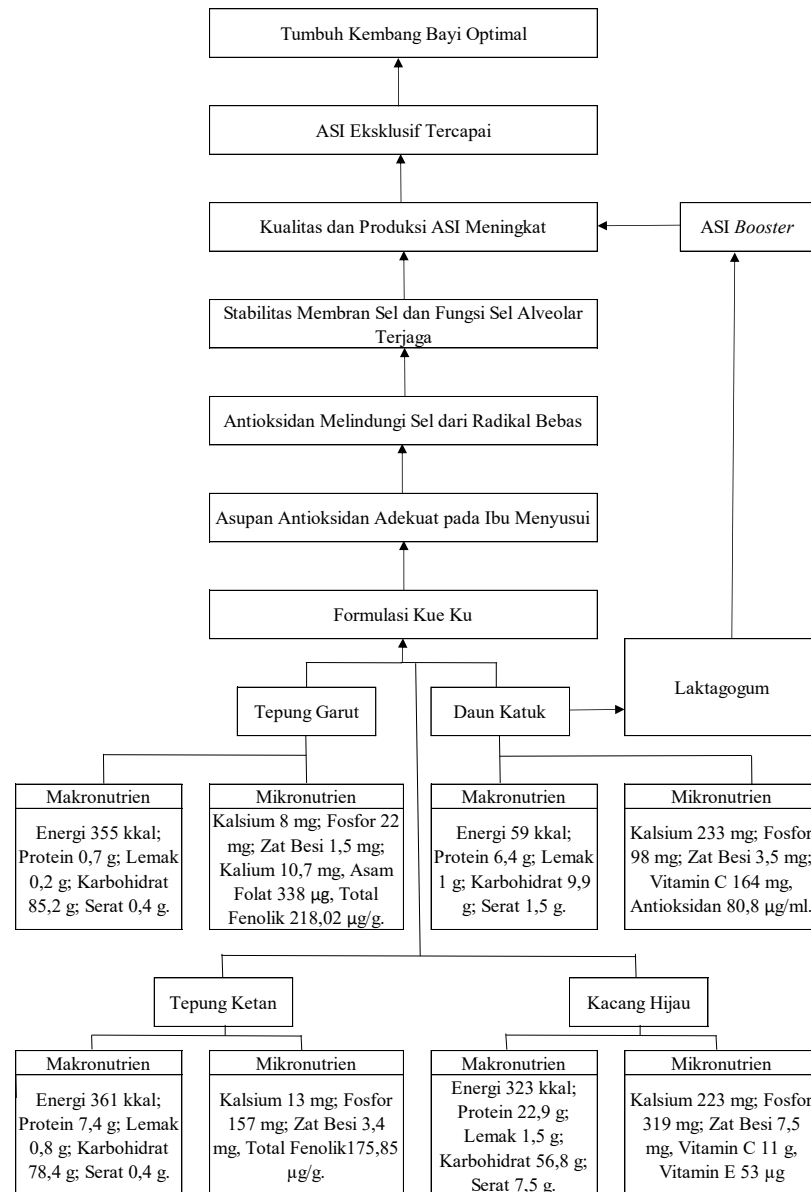 Tumbuh Kembang Bayi Optimal
ASI Eksklusif Tercapai
Kualitas dan Produksi ASI Meningkat
ASI Booster
Stabilitas Membran Sel dan Fungsi Sel Alveolar
Terjaga
Antioksidan Melindungi Sel dari Radikal Bebas
Asupan Antioksidan Adekuat pada Ibu Menyusui
Formulasi Kue Ku
Laktagogum
Tepung Garut
Daun Katuk
Makronutrien
Energi 355 kkal;
Protein 0,7 g; Lemak
0,2 g; Karbohidrat
85,2 g; Serat 0,4 g.
Mikronutrien
Kalsium 8 mg; Fosfor 22
mg; Zat Besi 1,5 mg;
Kalium 10,7 mg, Asam
Folat 338 µg, Total
Fenolik 218,02 µg/g.
Makronutrien
Energi 59 kkal;
Protein 6,4 g; Lemak
1 g; Karbohidrat 9,9
g; Serat 1,5 g.
Mikronutrien
Kalsium 233 mg; Fosfor
98 mg; Zat Besi 3,5 mg;
Vitamin C 164 mg,
Antioksidan 80,8 µg/ml.
Tepung Ketan
Kacang Hijau
Makronutrien
Energi 361 kkal;
Protein 7,4 g; Lemak
0,8 g; Karbohidrat
78,4 g; Serat 0,4 g.
Mikronutrien
Kalsium 13 mg; Fosfor
157 mg; Zat Besi 3,4
mg, Total Fenolik175,85
µg/g.
Makronutrien
Energi 323 kkal;
Protein 22,9 g;
Lemak 1,5 g;
Karbohidrat 56,8 g;
Serat 7,5 g.
Mikronutrien
Kalsium 223 mg; Fosfor
319 mg; Zat Besi 7,5
mg, Vitamin C 11 g,
Vitamin E 53 µg